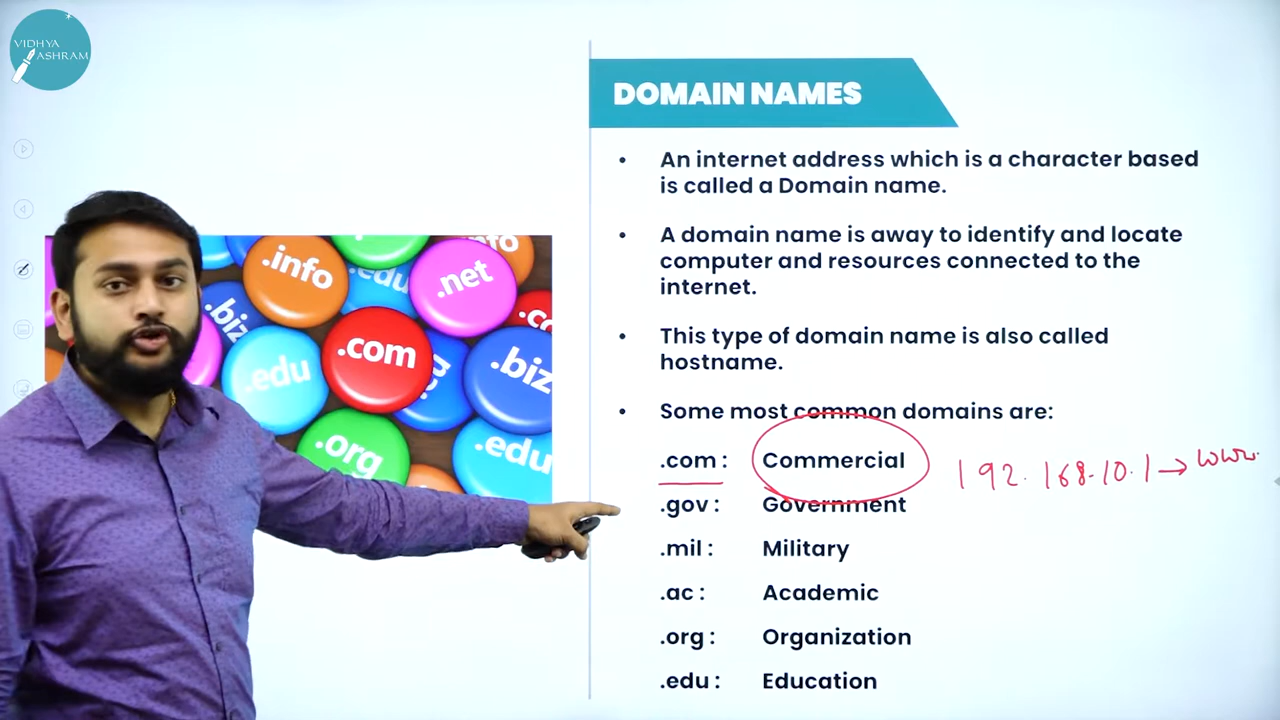 VIDHYA
ASHRAM
DOMAIN NAMES
• An internet address which is a character based
is called a Domain name.
• A domain name is away to identify and locate
computer and resources connected to the
internet.
• This type of domain name is also called
hostname.
• Some most common domains are:
.com : Commercial
192.168.10.1 → www.
.gov : Government
.mil : Military
.ac : Academic
.org : Organization
.edu : Education
.info
.edu
.net
.biz
.com
.edu
.biz
.org
.edu